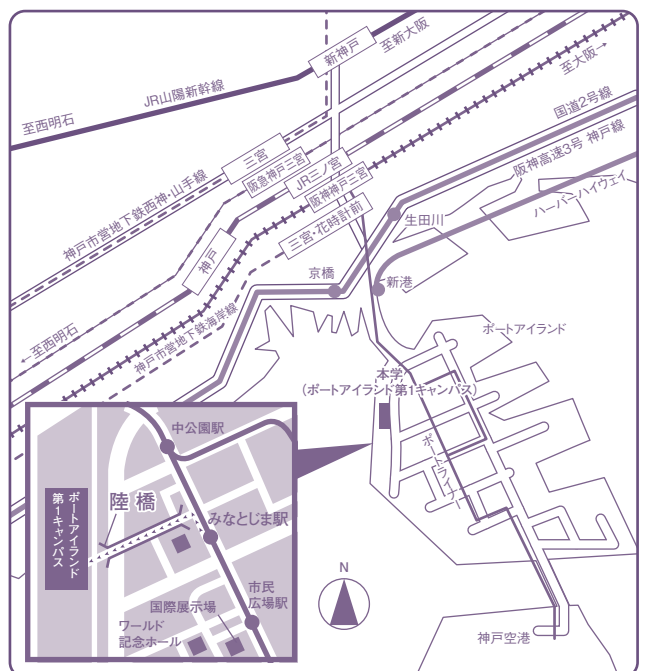 新神戸
至新大阪
至大阪→
JR山陽新幹線
至西明石
国道2号線
阪神高速3号 神戸線
ハーバーハイウェイ
三宮
阪急神戸三宮
JR三ノ宮
阪神神戸三宮
三宮・花時計前
神戸市営地下鉄西神・山手線
生田川
神戸
京橋
新港
←至西明石
神戸市営地下鉄海岸線
ポートアイランド
本学
(ポートアイランド第1キャンパス)
ポートライナー
中公園駅
陸橋
ポートアイランド
第1キャンパス
みなとじま駅
市民
広場駅
国際展示場
ワールド
記念ホール
N
神戸空港